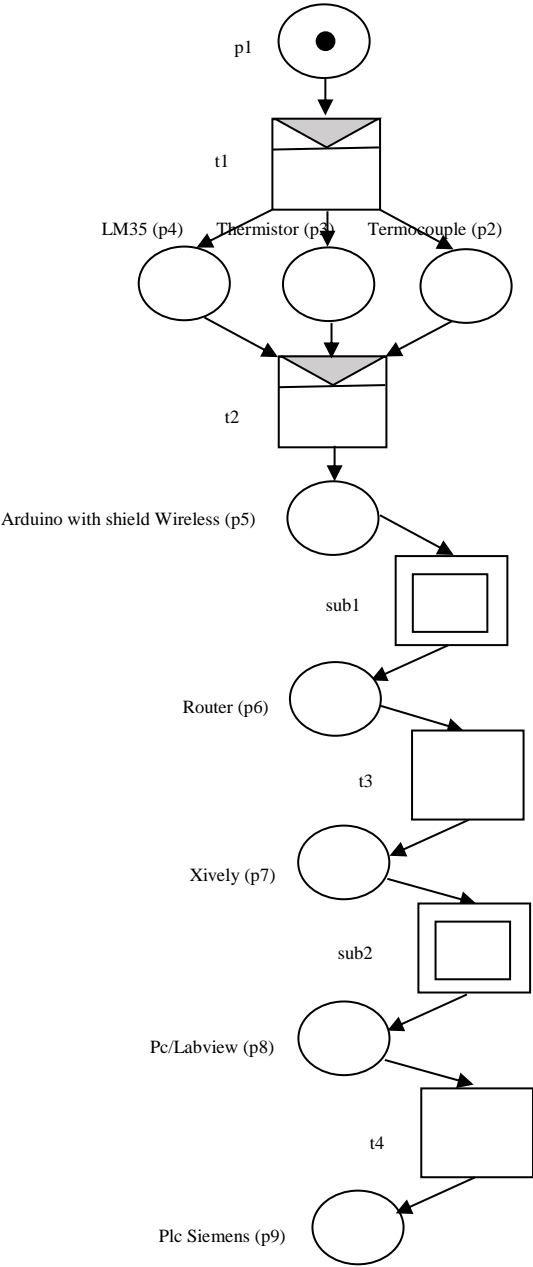 p1
t1
LM35 (p4) Thermistor (p3) Termocouple (p2)
t2
Arduino with shield Wireless (p5)
sub1
Router (p6)
t3
Xively (p7)
sub2
Pc/Labview (p8)
t4
Plc Siemens (p9)